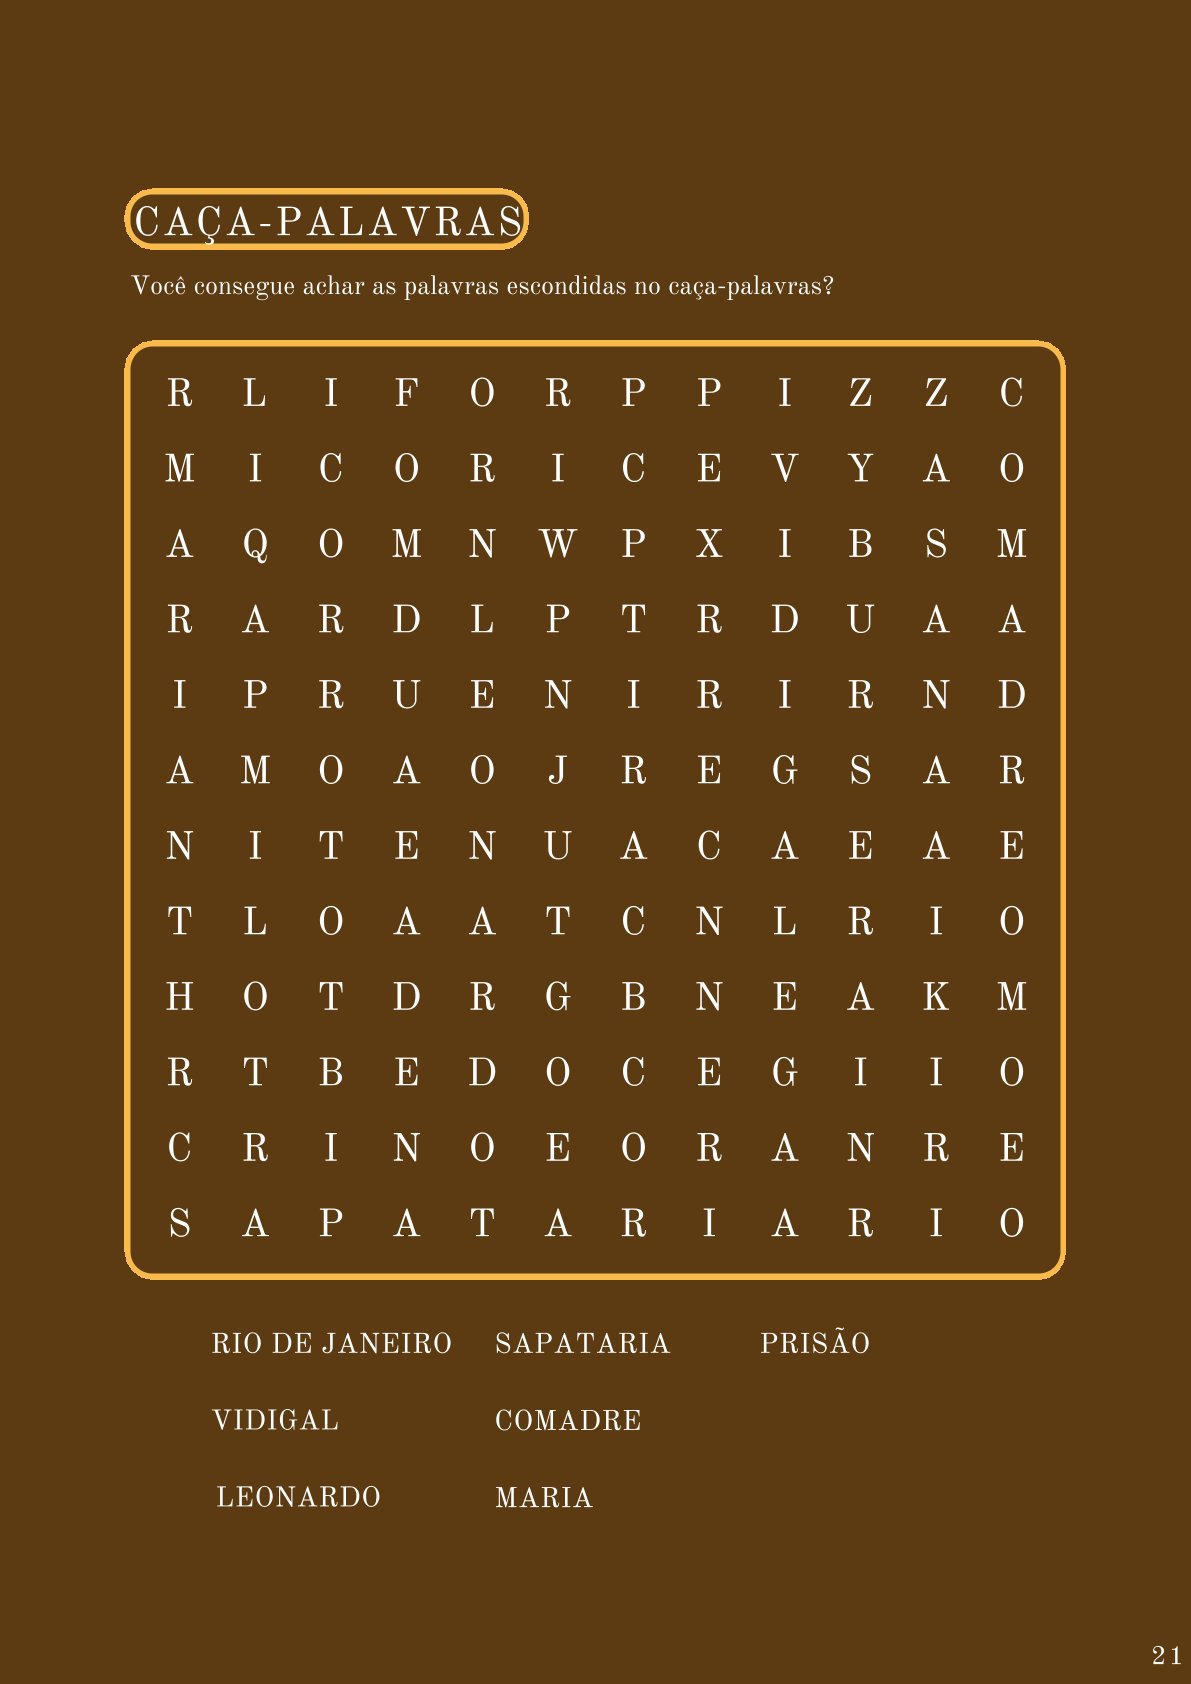 CAÇA-PALAVRAS
Você consegue achar as palavras escondidas no caça-palavras?
R L I F O R P P I Z Z C
M I C O R I C E V Y A O
A Q O M N W P X I B S M
R A R D L P T R D U A A
I P R U E N I R I R N D
A M O A O J R E G S A R
N I T E N U A C A E A E
T L O A A T C N L R I O
H O T D R G B N E A K M
R T B E D O C E G I I O
C R I N O E O R A N R E
S A P A T A R I A R I O
RIO DE JANEIRO SAPATARIA PRISÃO
VIDIGAL COMADRE
LEONARDO MARIA
21